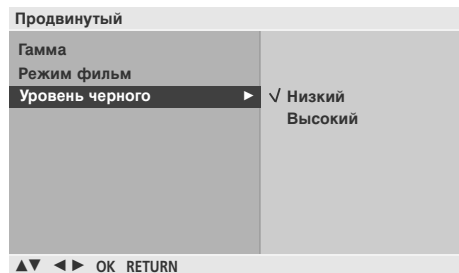 Продвинутый
Гамма
Режим фильм
Уровень черного ► √ Низкий
Высокий
▲▼ ◄► OK RETURN